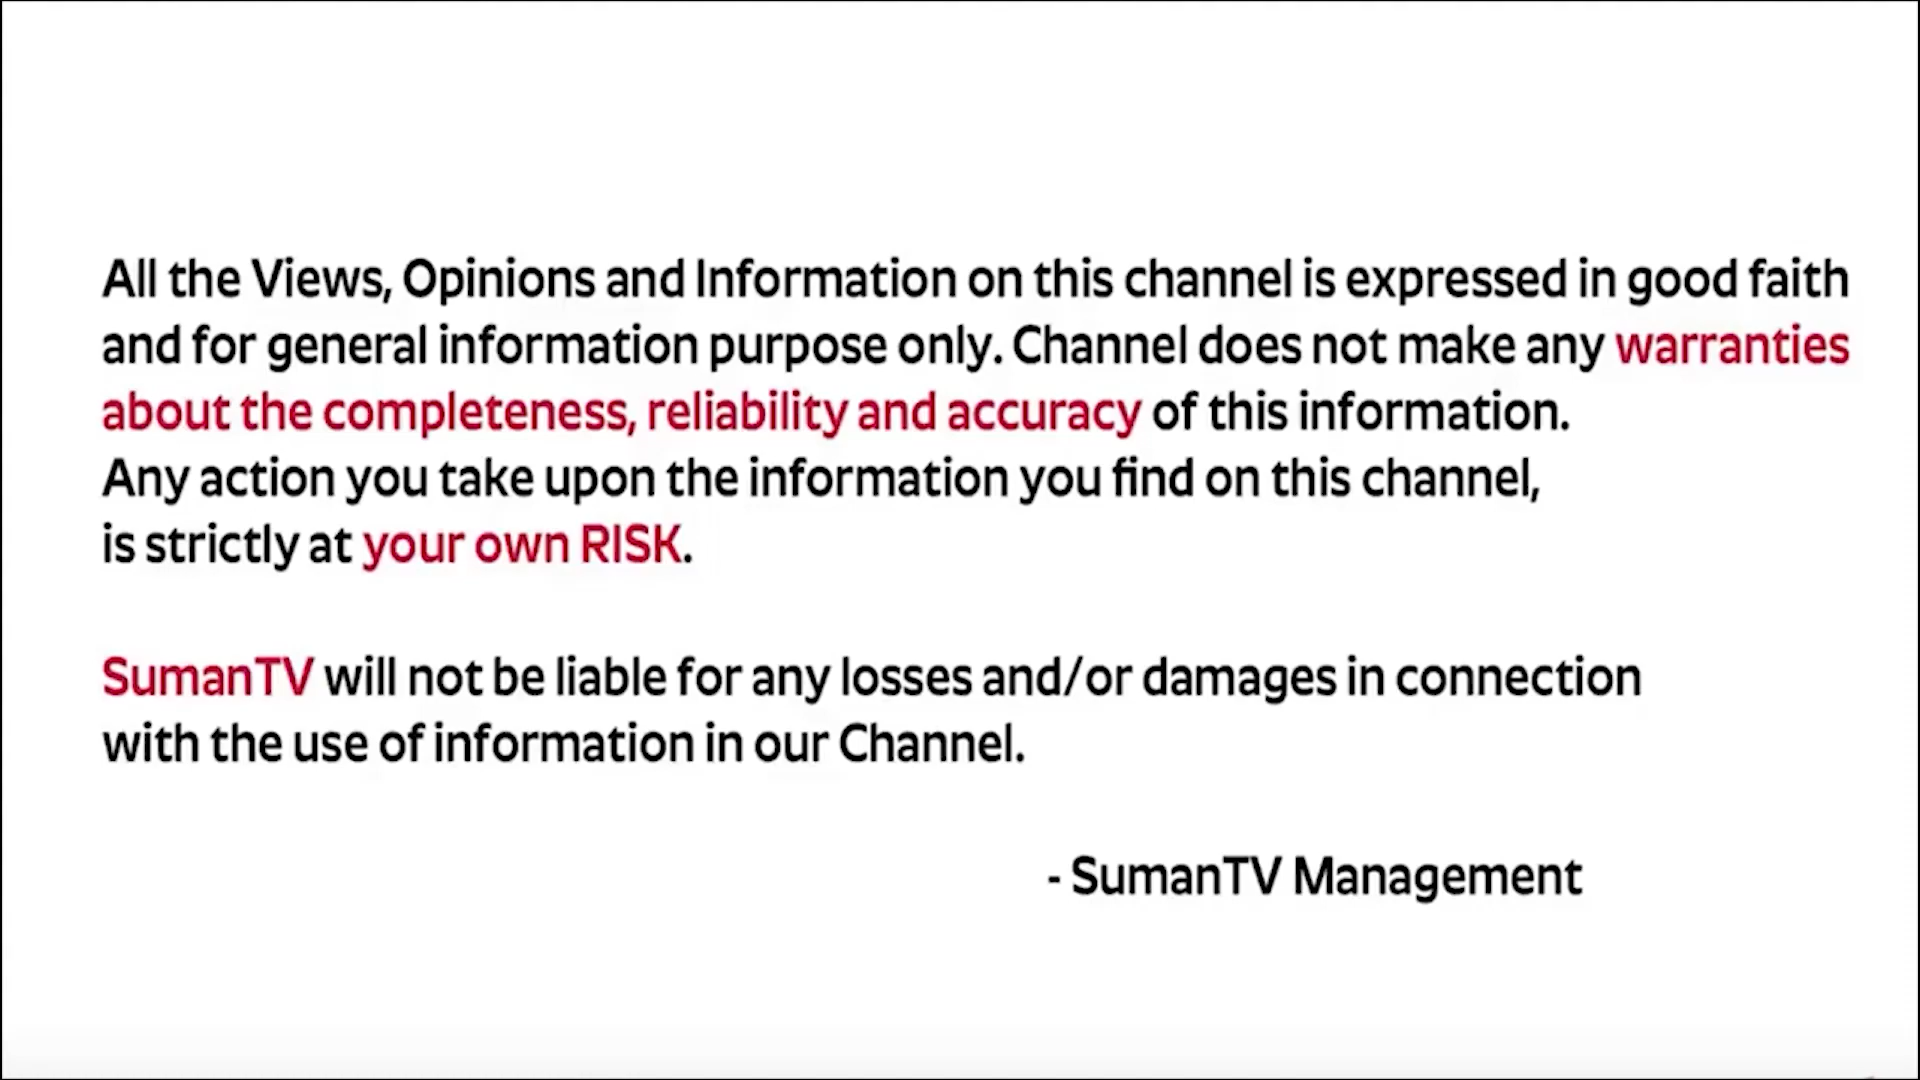 All the Views, Opinions and Information on this channel is expressed in good faith
and for general information purpose only. Channel does not make any warranties
about the completeness, reliability and accuracy of this information.
Any action you take upon the information you find on this channel,
is strictly at your own RISK.
SumanTV will not be liable for any losses and/or damages in connection
with the use of information in our Channel.
- SumanTV Management